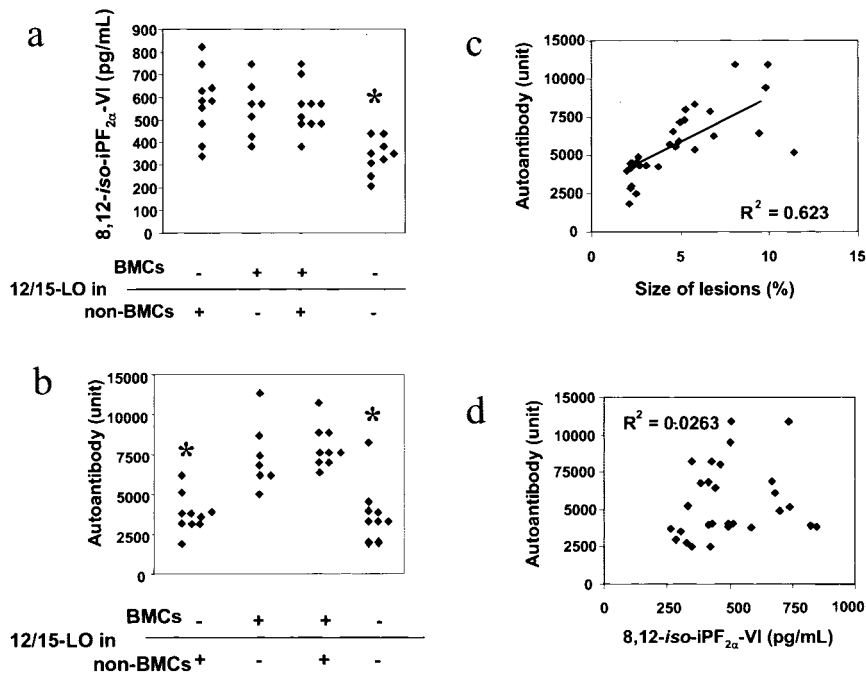 a
8,12-iso-iPF2α-VI (pg/mL)
900
800
700
600
500
400
300
200
100
0
*
BMCs - + + -
12/15-LO in
non-BMCs + - + -
b
Autoantibody (unit)
15000
10000
7500
5000
2500
0
*
*
BMCs - + + -
12/15-LO in
non-BMCs + - + -
c
Autoantibody (unit)
15000
10000
7500
5000
2500
0
R² = 0.623
0 5 10 15
Size of lesions (%)
d
Autoantibody (unit)
15000
10000
75000
5000
2500
0
R² = 0.0263
0 250 500 750 1000
8,12-iso-iPF2α-VI (pg/mL)